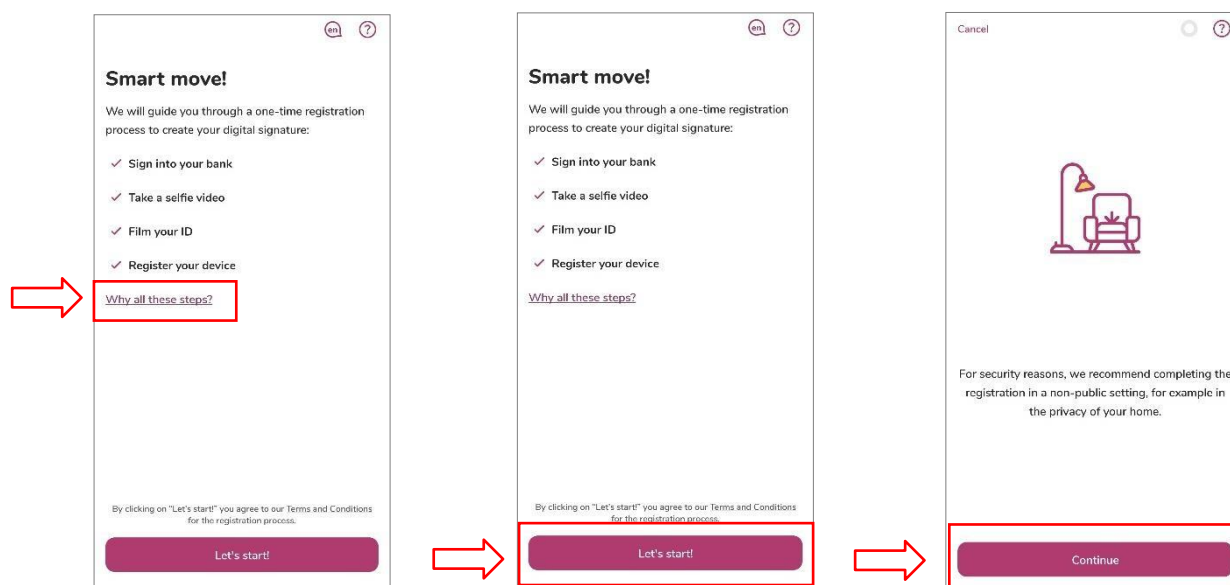 en ?
Smart move!
We will guide you through a one-time registration
process to create your digital signature:
✓ Sign into your bank
✓ Take a selfie video
✓ Film your ID
✓ Register your device
Why all these steps?
By clicking on "Let's start!" you agree to our Terms and Conditions
for the registration process.
Let's start!
en ?
Smart move!
We will guide you through a one-time registration
process to create your digital signature:
✓ Sign into your bank
✓ Take a selfie video
✓ Film your ID
✓ Register your device
Why all these steps?
By clicking on "Let's start!" you agree to our Terms and Conditions
for the registration process.
Let's start!
Cancel ?
For security reasons, we recommend completing the
registration in a non-public setting, for example in
the privacy of your home.
Continue